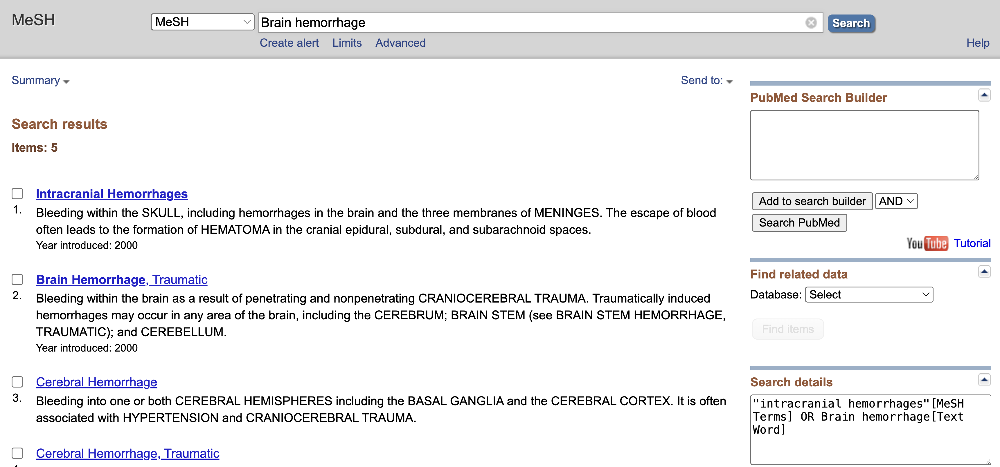 MeSH
MeSH
Brain hemorrhage
Search
Create alert Limits Advanced
Help
Summary
Send to:
Search results
Items: 5
Intracranial Hemorrhages
1.
Bleeding within the SKULL, including hemorrhages in the brain and the three membranes of MENINGES. The escape of blood
often leads to the formation of HEMATOMA in the cranial epidural, subdural, and subarachnoid spaces.
Year introduced: 2000
Brain Hemorrhage, Traumatic
2.
Bleeding within the brain as a result of penetrating and nonpenetrating CRANIOCEREBRAL TRAUMA. Traumatically induced
hemorrhages may occur in any area of the brain, including the CEREBRUM; BRAIN STEM (see BRAIN STEM HEMORRHAGE,
TRAUMATIC); and CEREBELLUM.
Year introduced: 2000
Cerebral Hemorrhage
3.
Bleeding into one or both CEREBRAL HEMISPHERES including the BASAL GANGLIA and the CEREBRAL CORTEX. It is often
associated with HYPERTENSION and CRANIOCEREBRAL TRAUMA.
Cerebral Hemorrhage, Traumatic
PubMed Search Builder
Add to search builder AND
Search PubMed
YouTube Tutorial
Find related data
Database: Select
Find items
Search details
"intracranial hemorrhages"[MeSH
Terms] OR Brain hemorrhage[Text
Word]